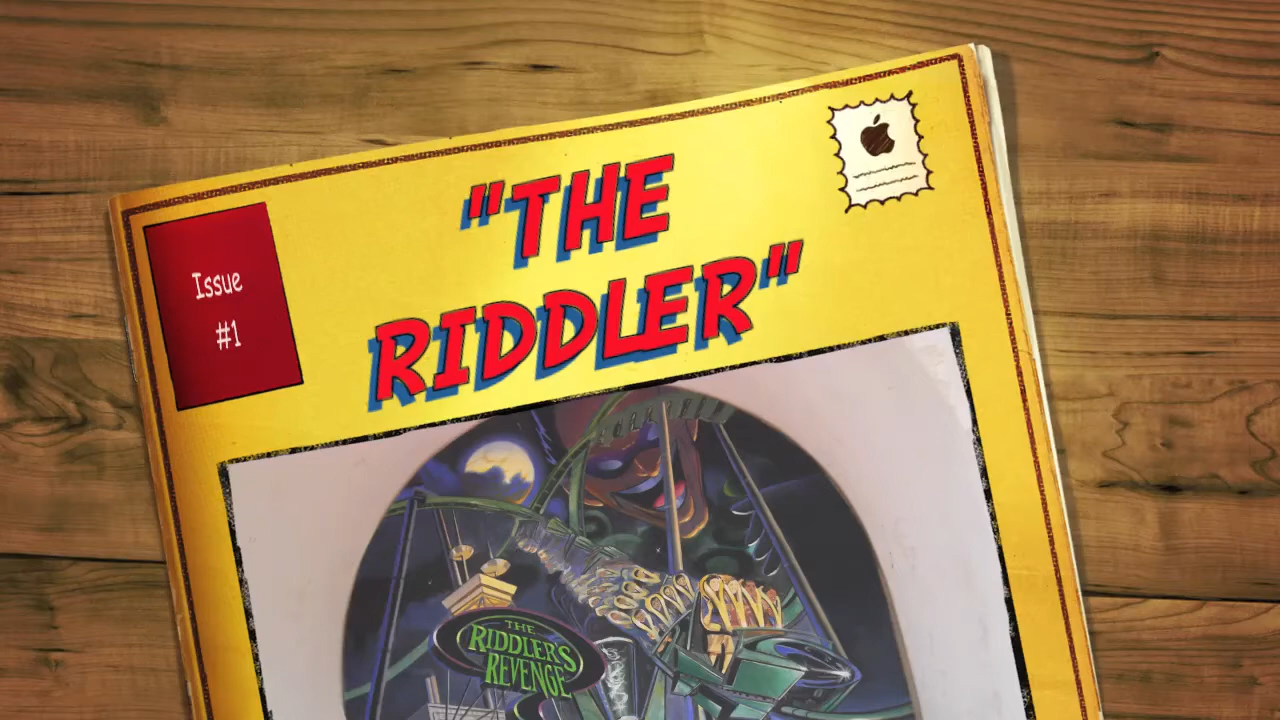 Issue
#1
"THE
RIDDLER"
THE
RIDDLER'S
REVENGE